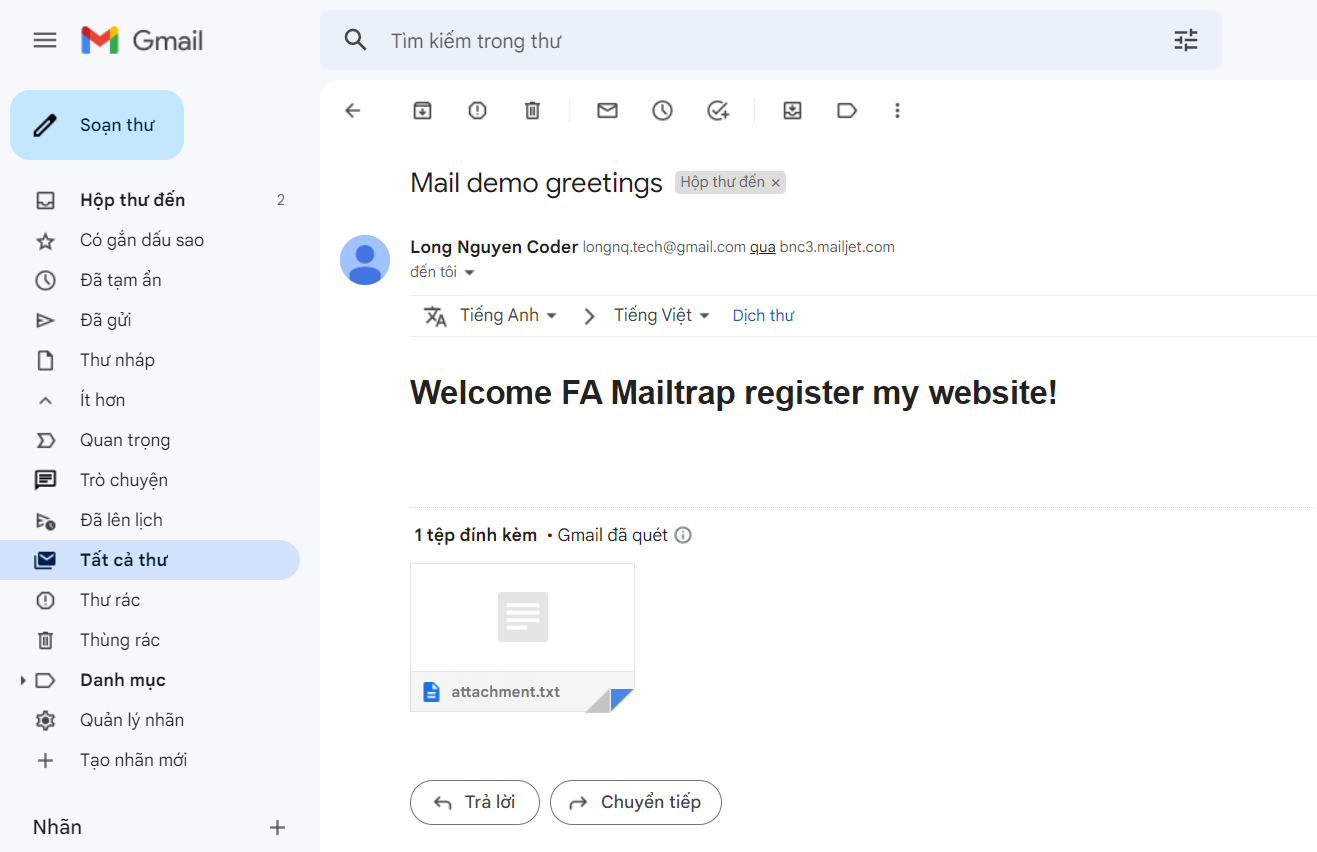 Gmail
Tìm kiếm trong thư
Soạn thư
Hộp thư đến 2
Có gắn dấu sao
Đã tạm ẩn
Đã gửi
Thư nháp
Ít hơn
Quan trọng
Trò chuyện
Đã lên lịch
Tất cả thư
Thư rác
Thùng rác
Danh mục
Quản lý nhãn
Tạo nhãn mới
Nhãn
Mail demo greetings Hộp thư đến ×
Long Nguyen Coder longnq.tech@gmail.com qua bnc3.mailjet.com
đến tôi
Tiếng Anh Tiếng Việt Dịch thư
Welcome FA Mailtrap register my website!
1 tệp đính kèm • Gmail đã quét
attachment.txt
Trả lời Chuyển tiếp